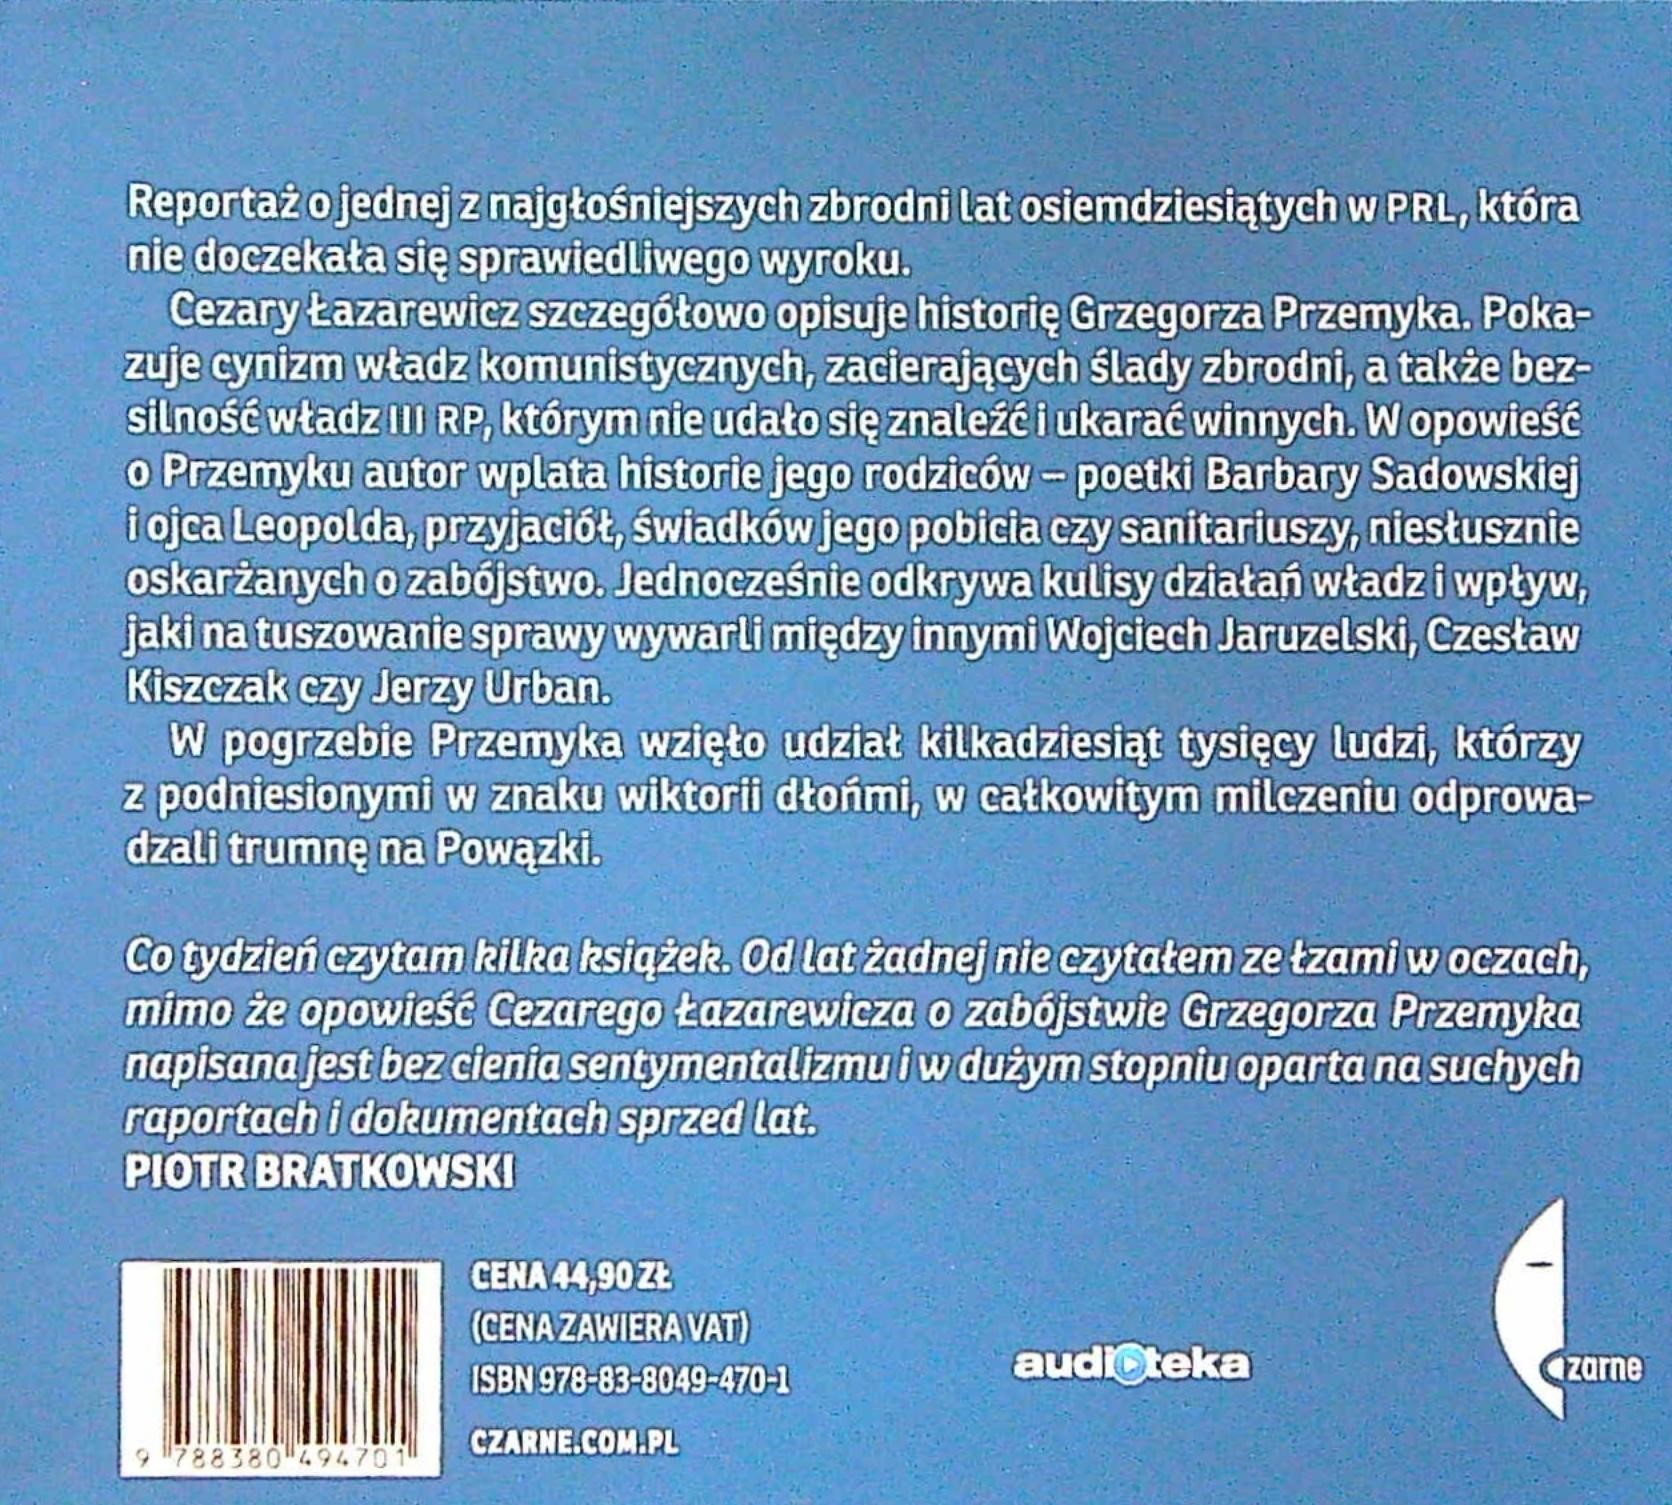 Reportaż o jednej z najgłośniejszych zbrodni lat osiemdziesiątych w PRL, która
nie doczekała się sprawiedliwego wyroku.
Cezary Łazarewicz szczegółowo opisuje historię Grzegorza Przemyka. Poka-
zuje cynizm władz komunistycznych, zacierających ślady zbrodni, a także bez-
silność władz III RP, którym nie udało się znaleźć i ukarać winnych. W opowieść
o Przemyku autor wplata historie jego rodziców – poetki Barbary Sadowskiej
i ojca Leopolda, przyjaciół, świadków jego pobicia czy sanitariuszy, niesłusznie
oskarżanych o zabójstwo. Jednocześnie odkrywa kulisy działań władz i wpływ,
jaki na tuszowanie sprawy wywarli między innymi Wojciech Jaruzelski, Czesław
Kiszczak czy Jerzy Urban.
W pogrzebie Przemyka wzięło udział kilkadziesiąt tysięcy ludzi, którzy
z podniesionymi w znaku wiktorii dłońmi, w całkowitym milczeniu odprowa-
dzali trumnę na Powązki.
Co tydzień czytam kilka książek. Od lat żadnej nie czytałem ze łzami w oczach,
mimo że opowieść Cezarego Łazarewicza o zabójstwie Grzegorza Przemyka
napisana jest bez cienia sentymentalizmu i w dużym stopniu oparta na suchych
raportach i dokumentach sprzed lat.
PIOTR BRATKOWSKI
CENA 44,90 ZŁ
(CENA ZAWIERA VAT)
ISBN 978-83-8049-470-1
CZARNE.COM.PL
9 788380 494701
audioteka
czarne